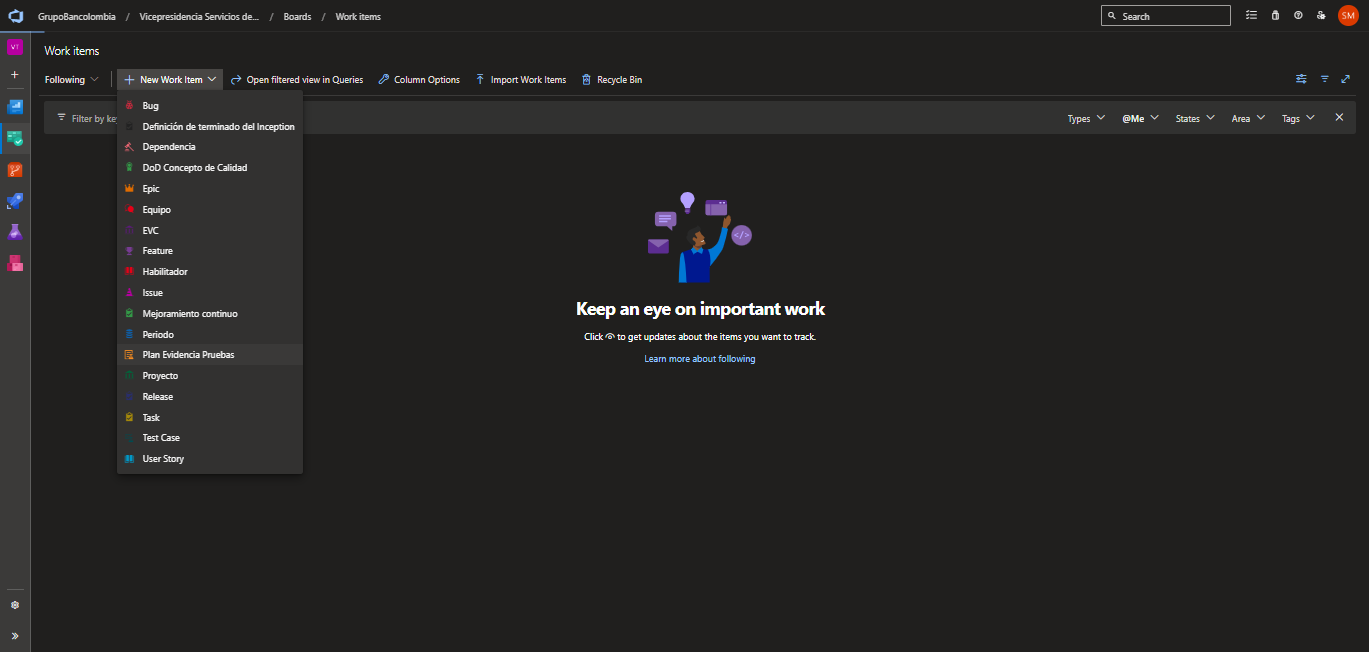 GrupoBancolombia / Vicepresidencia Servicios de... / Boards / Work items
Search
SM
VT
Work items
Following
New Work Item
Open filtered view in Queries
Column Options
Import Work Items
Recycle Bin
Filter by ke
Types
@Me
States
Area
Tags
Bug
Definición de terminado del Inception
Dependencia
DoD Concepto de Calidad
Epic
Equipo
EVC
Feature
Habilitador
Issue
Mejoramiento continuo
Periodo
Plan Evidencia Pruebas
Proyecto
Release
Task
Test Case
User Story
</>
Keep an eye on important work
Click to get updates about the items you want to track.
Learn more about following